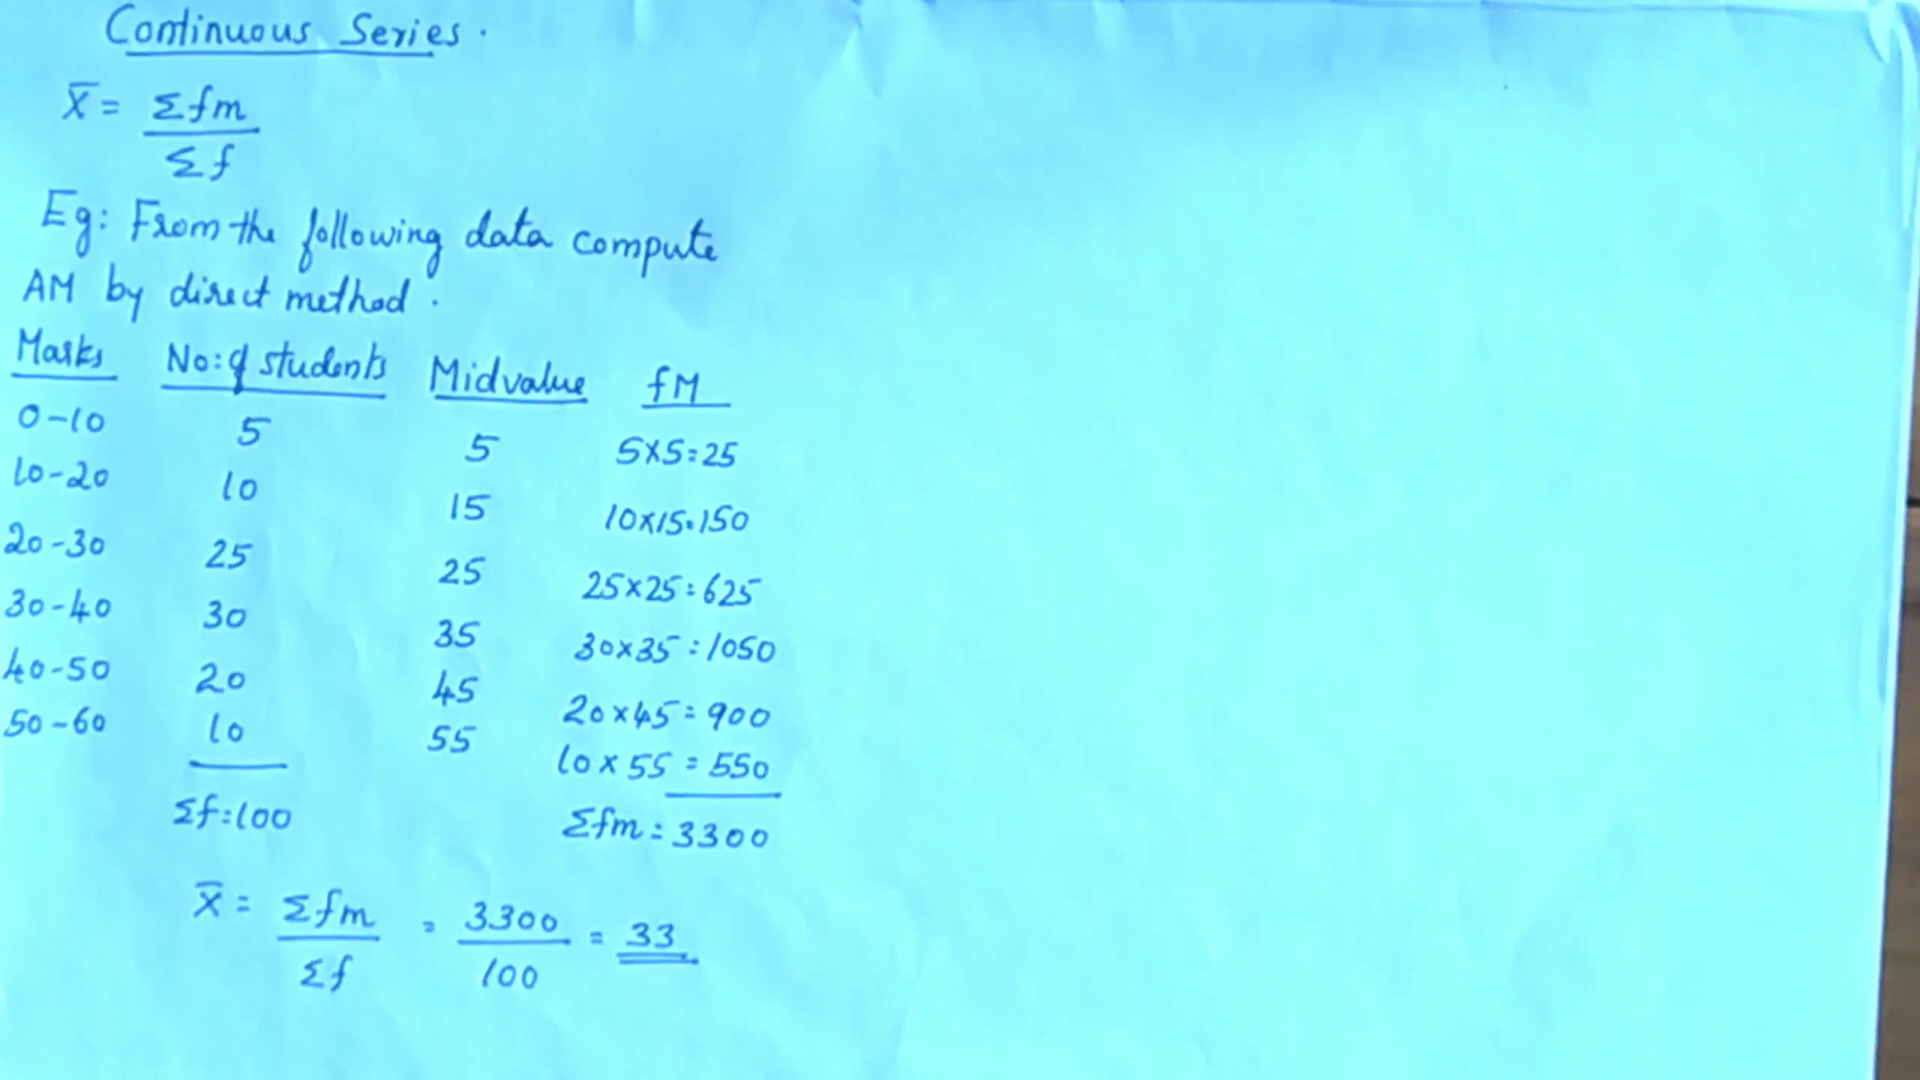 Continuous Series.
X̄ = Σfm
Σf
Eg: From the following data compute
AM by direct method.
Marks No: of students Midvalue fM
0-10 5 5 5×5=25
10-20 10 15 10×15=150
20-30 25 25 25×25=625
30-40 30 35 30×35=1050
40-50 20 45 20×45=900
50-60 10 55 10×55=550
Σf=100 Σfm=3300
X̄ = Σfm = 3300 = 33
Σf 100